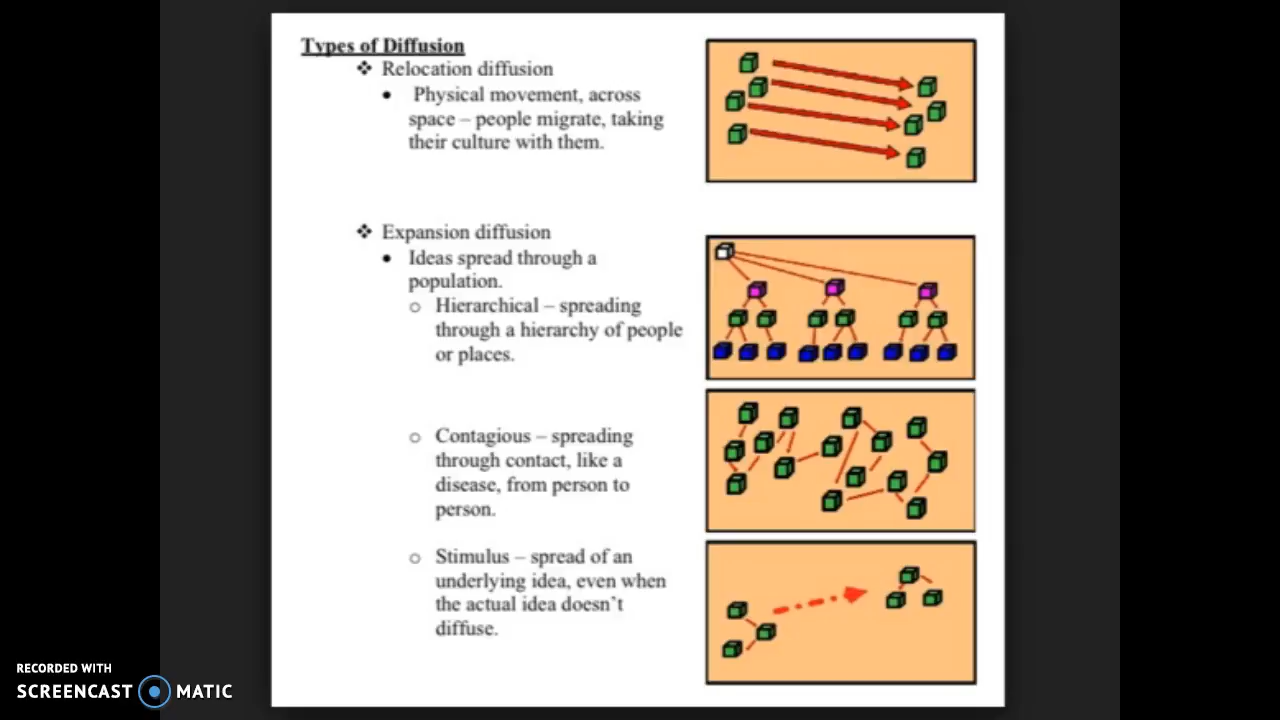 Types of Diffusion
❖ Relocation diffusion
• Physical movement, across
space – people migrate, taking
their culture with them.
❖ Expansion diffusion
• Ideas spread through a
population.
o Hierarchical – spreading
through a hierarchy of people
or places.
o Contagious – spreading
through contact, like a
disease, from person to
person.
o Stimulus – spread of an
underlying idea, even when
the actual idea doesn't
diffuse.
RECORDED WITH
SCREENCAST MATIC